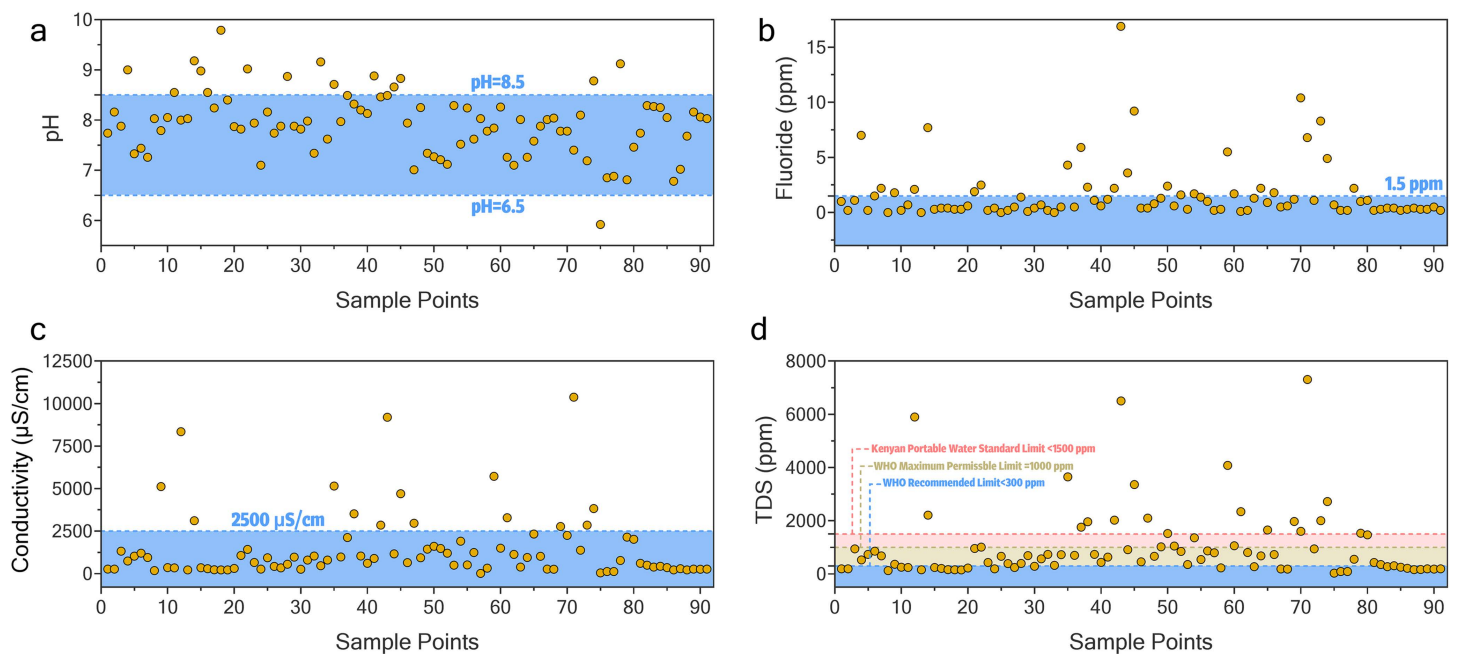 a
10
9
8
7
6
pH
pH=8.5
pH=6.5
0 10 20 30 40 50 60 70 80 90
Sample Points
b
15
10
5
0
Fluoride (ppm)
1.5 ppm
0 10 20 30 40 50 60 70 80 90
Sample Points
c
12500
10000
7500
5000
2500
0
Conductivity (µS/cm)
2500 µS/cm
0 10 20 30 40 50 60 70 80 90
Sample Points
d
8000
6000
4000
2000
0
TDS (ppm)
Kenyan Portable Water Standard Limit <1500 ppm
WHO Maximum Permissble Limit =1000 ppm
WHO Recommended Limit<300 ppm
0 10 20 30 40 50 60 70 80 90
Sample Points